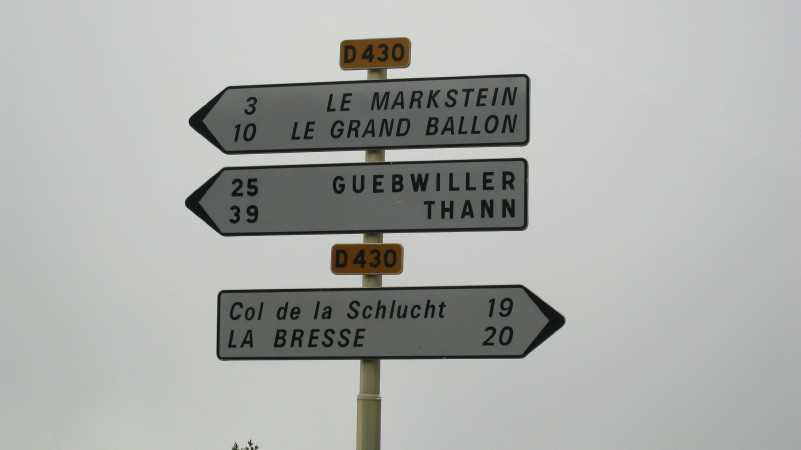 D430
3 LE MARKSTEIN
10 LE GRAND BALLON
25 GUEBWILLER
39 THANN
D430
Col de la Schlucht 19
LA BRESSE 20